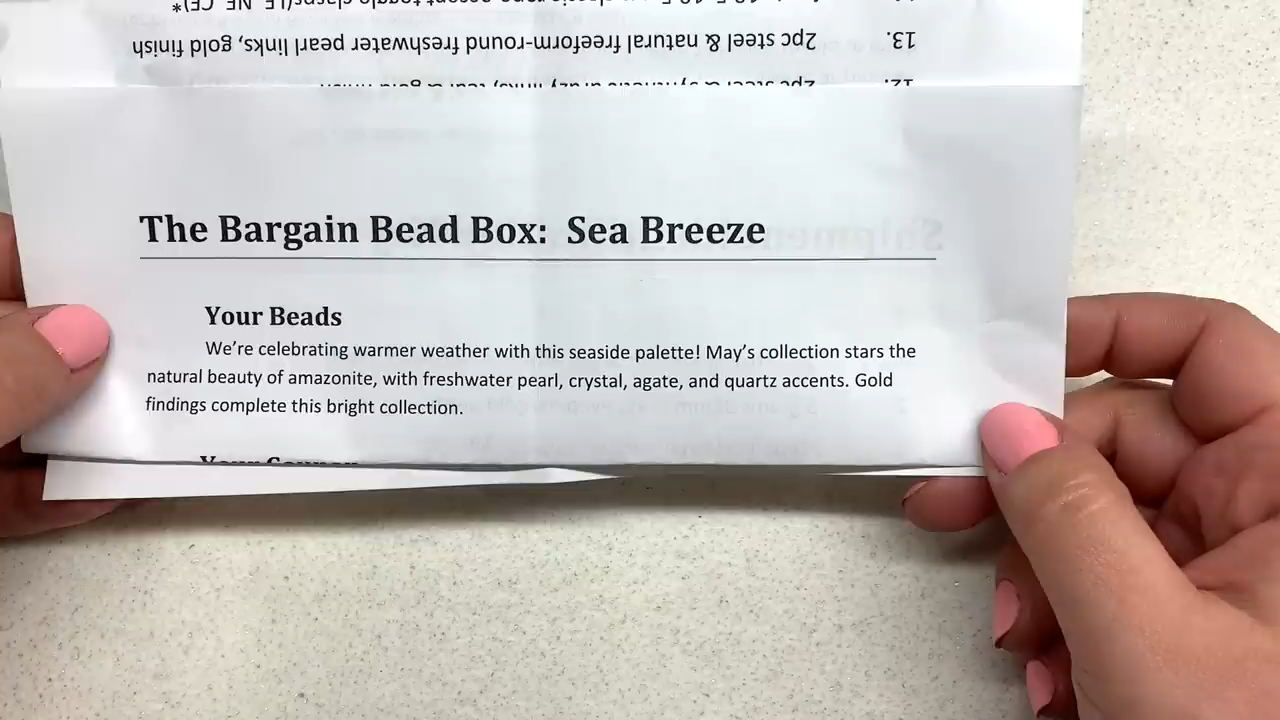 13. 2pc steel & natural freeform-round freshwater pearl links, gold finish
The Bargain Bead Box: Sea Breeze
Your Beads
We're celebrating warmer weather with this seaside palette! May's collection stars the
natural beauty of amazonite, with freshwater pearl, crystal, agate, and quartz accents. Gold
findings complete this bright collection.